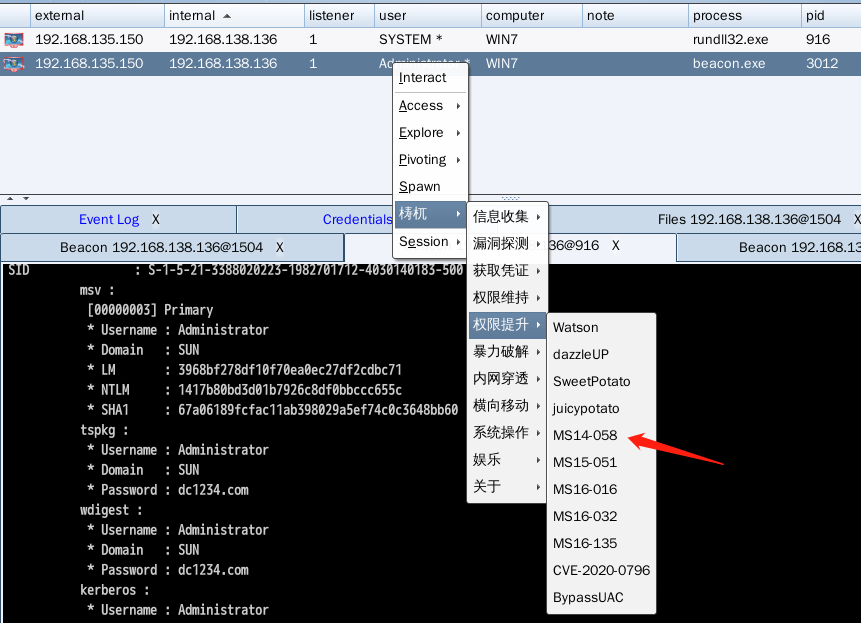 external internal listener user computer note process pid
192.168.135.150 192.168.138.136 1 SYSTEM * WIN7 rundll32.exe 916
192.168.135.150 192.168.138.136 1 Administrator * WIN7 beacon.exe 3012
Interact
Access
Explore
Pivoting
Spawn
梼杌
Session
信息收集
漏洞探测
获取凭证
权限维持
权限提升
暴力破解
内网穿透
横向移动
系统操作
娱乐
关于
Watson
dazzleUP
SweetPotato
juicypotato
MS14-058
MS15-051
MS16-016
MS16-032
MS16-135
CVE-2020-0796
BypassUAC
Event Log X Credentials Files 192.168.138.136@1504 X
Beacon 192.168.138.136@1504 X 36@916 X Beacon 192.168.13
SID : S-1-5-21-3388020223-1982701712-4030140183-500
msv :
[00000003] Primary
* Username : Administrator
* Domain : SUN
* LM : 3968bf278df10f70ea0ec27df2cdbc71
* NTLM : 1417b80bd3d01b7926c8df0bbccc655c
* SHA1 : 67a06189fcfac11ab398029a5ef74c0c3648bb60
tspkg :
* Username : Administrator
* Domain : SUN
* Password : dc1234.com
wdigest :
* Username : Administrator
* Domain : SUN
* Password : dc1234.com
kerberos :
* Username : Administrator